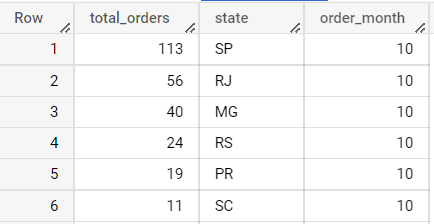 Row total_orders state order_month
1 113 SP 10
2 56 RJ 10
3 40 MG 10
4 24 RS 10
5 19 PR 10
6 11 SC 10